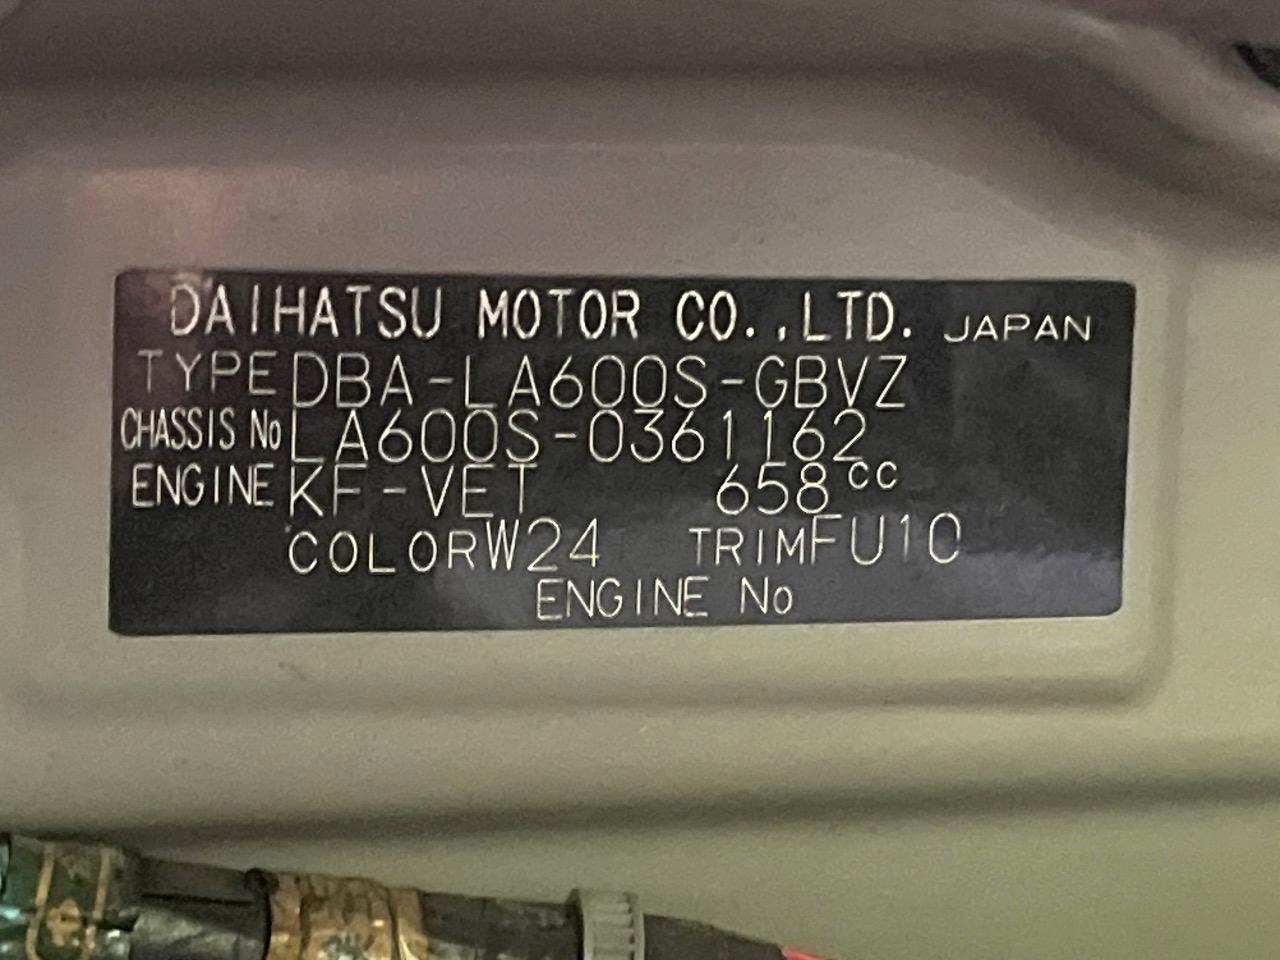 DAIHATSU MOTOR CO.,LTD. JAPAN
TYPE DBA-LA600S-GBVZ
CHASSIS No LA600S-0361162
ENGINE KF-VET 658 cc
COLOR W24 TRIM FU10
ENGINE No